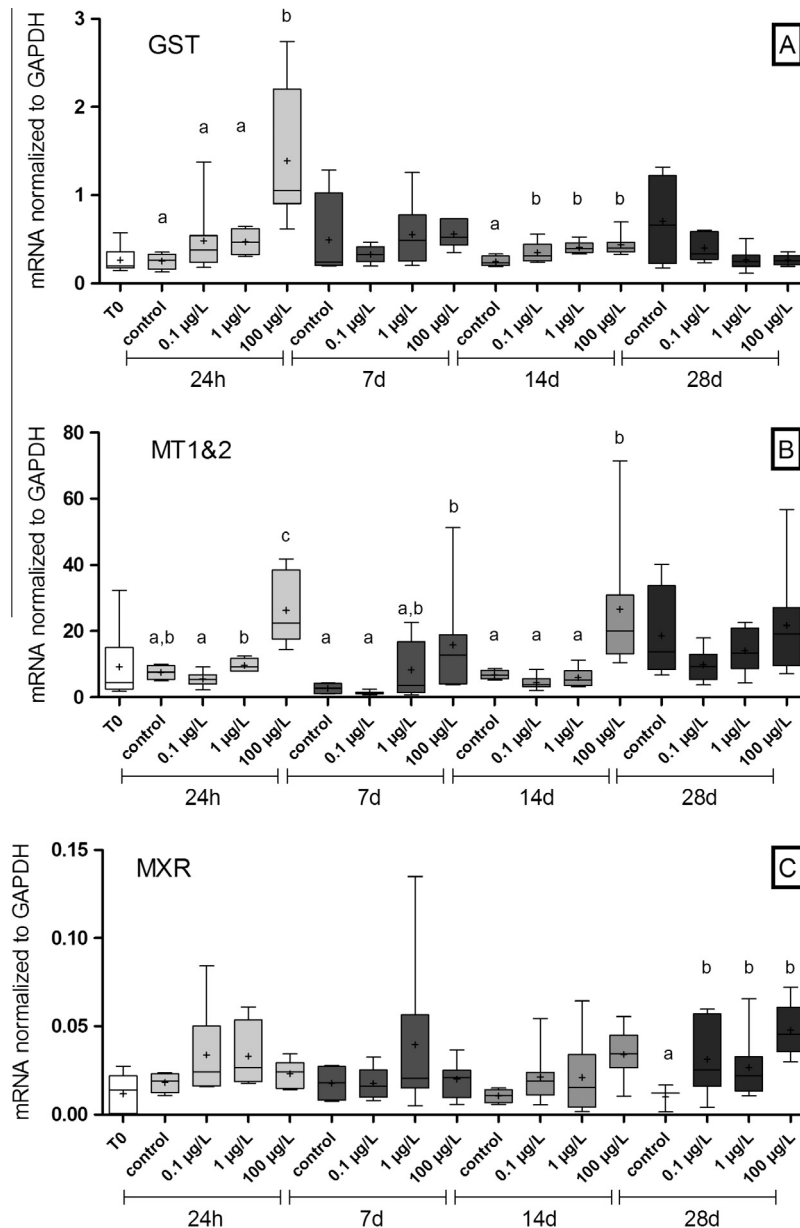 GST
A
mRNA normalized to GAPDH
3
2
1
0
b
a
a
a
a
b
b
b
T0
control
0.1 µg/L
1 µg/L
100 µg/L
control
0.1 µg/L
1 µg/L
100 µg/L
control
0.1 µg/L
1 µg/L
100 µg/L
control
0.1 µg/L
1 µg/L
100 µg/L
24h
7d
14d
28d
MT1&2
B
mRNA normalized to GAPDH
80
60
40
20
0
a,b
a
b
c
a
a
a,b
b
a
a
a
b
T0
control
0.1 µg/L
1 µg/L
100 µg/L
control
0.1 µg/L
1 µg/L
100 µg/L
control
0.1 µg/L
1 µg/L
100 µg/L
control
0.1 µg/L
1 µg/L
100 µg/L
24h
7d
14d
28d
MXR
C
mRNA normalized to GAPDH
0.15
0.10
0.05
0.00
a
b
b
b
T0
control
0.1 µg/L
1 µg/L
100 µg/L
control
0.1 µg/L
1 µg/L
100 µg/L
control
0.1 µg/L
1 µg/L
100 µg/L
control
0.1 µg/L
1 µg/L
100 µg/L
24h
7d
14d
28d